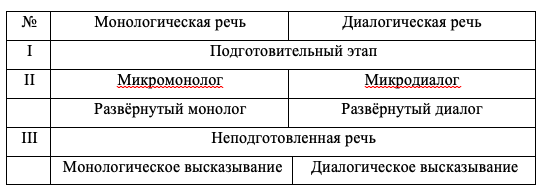 № Монологическая речь Диалогическая речь
I Подготовительный этап
II Микромонолог Микродиалог
Развёрнутый монолог Развёрнутый диалог
III Неподготовленная речь
Монологическое высказывание Диалогическое высказывание